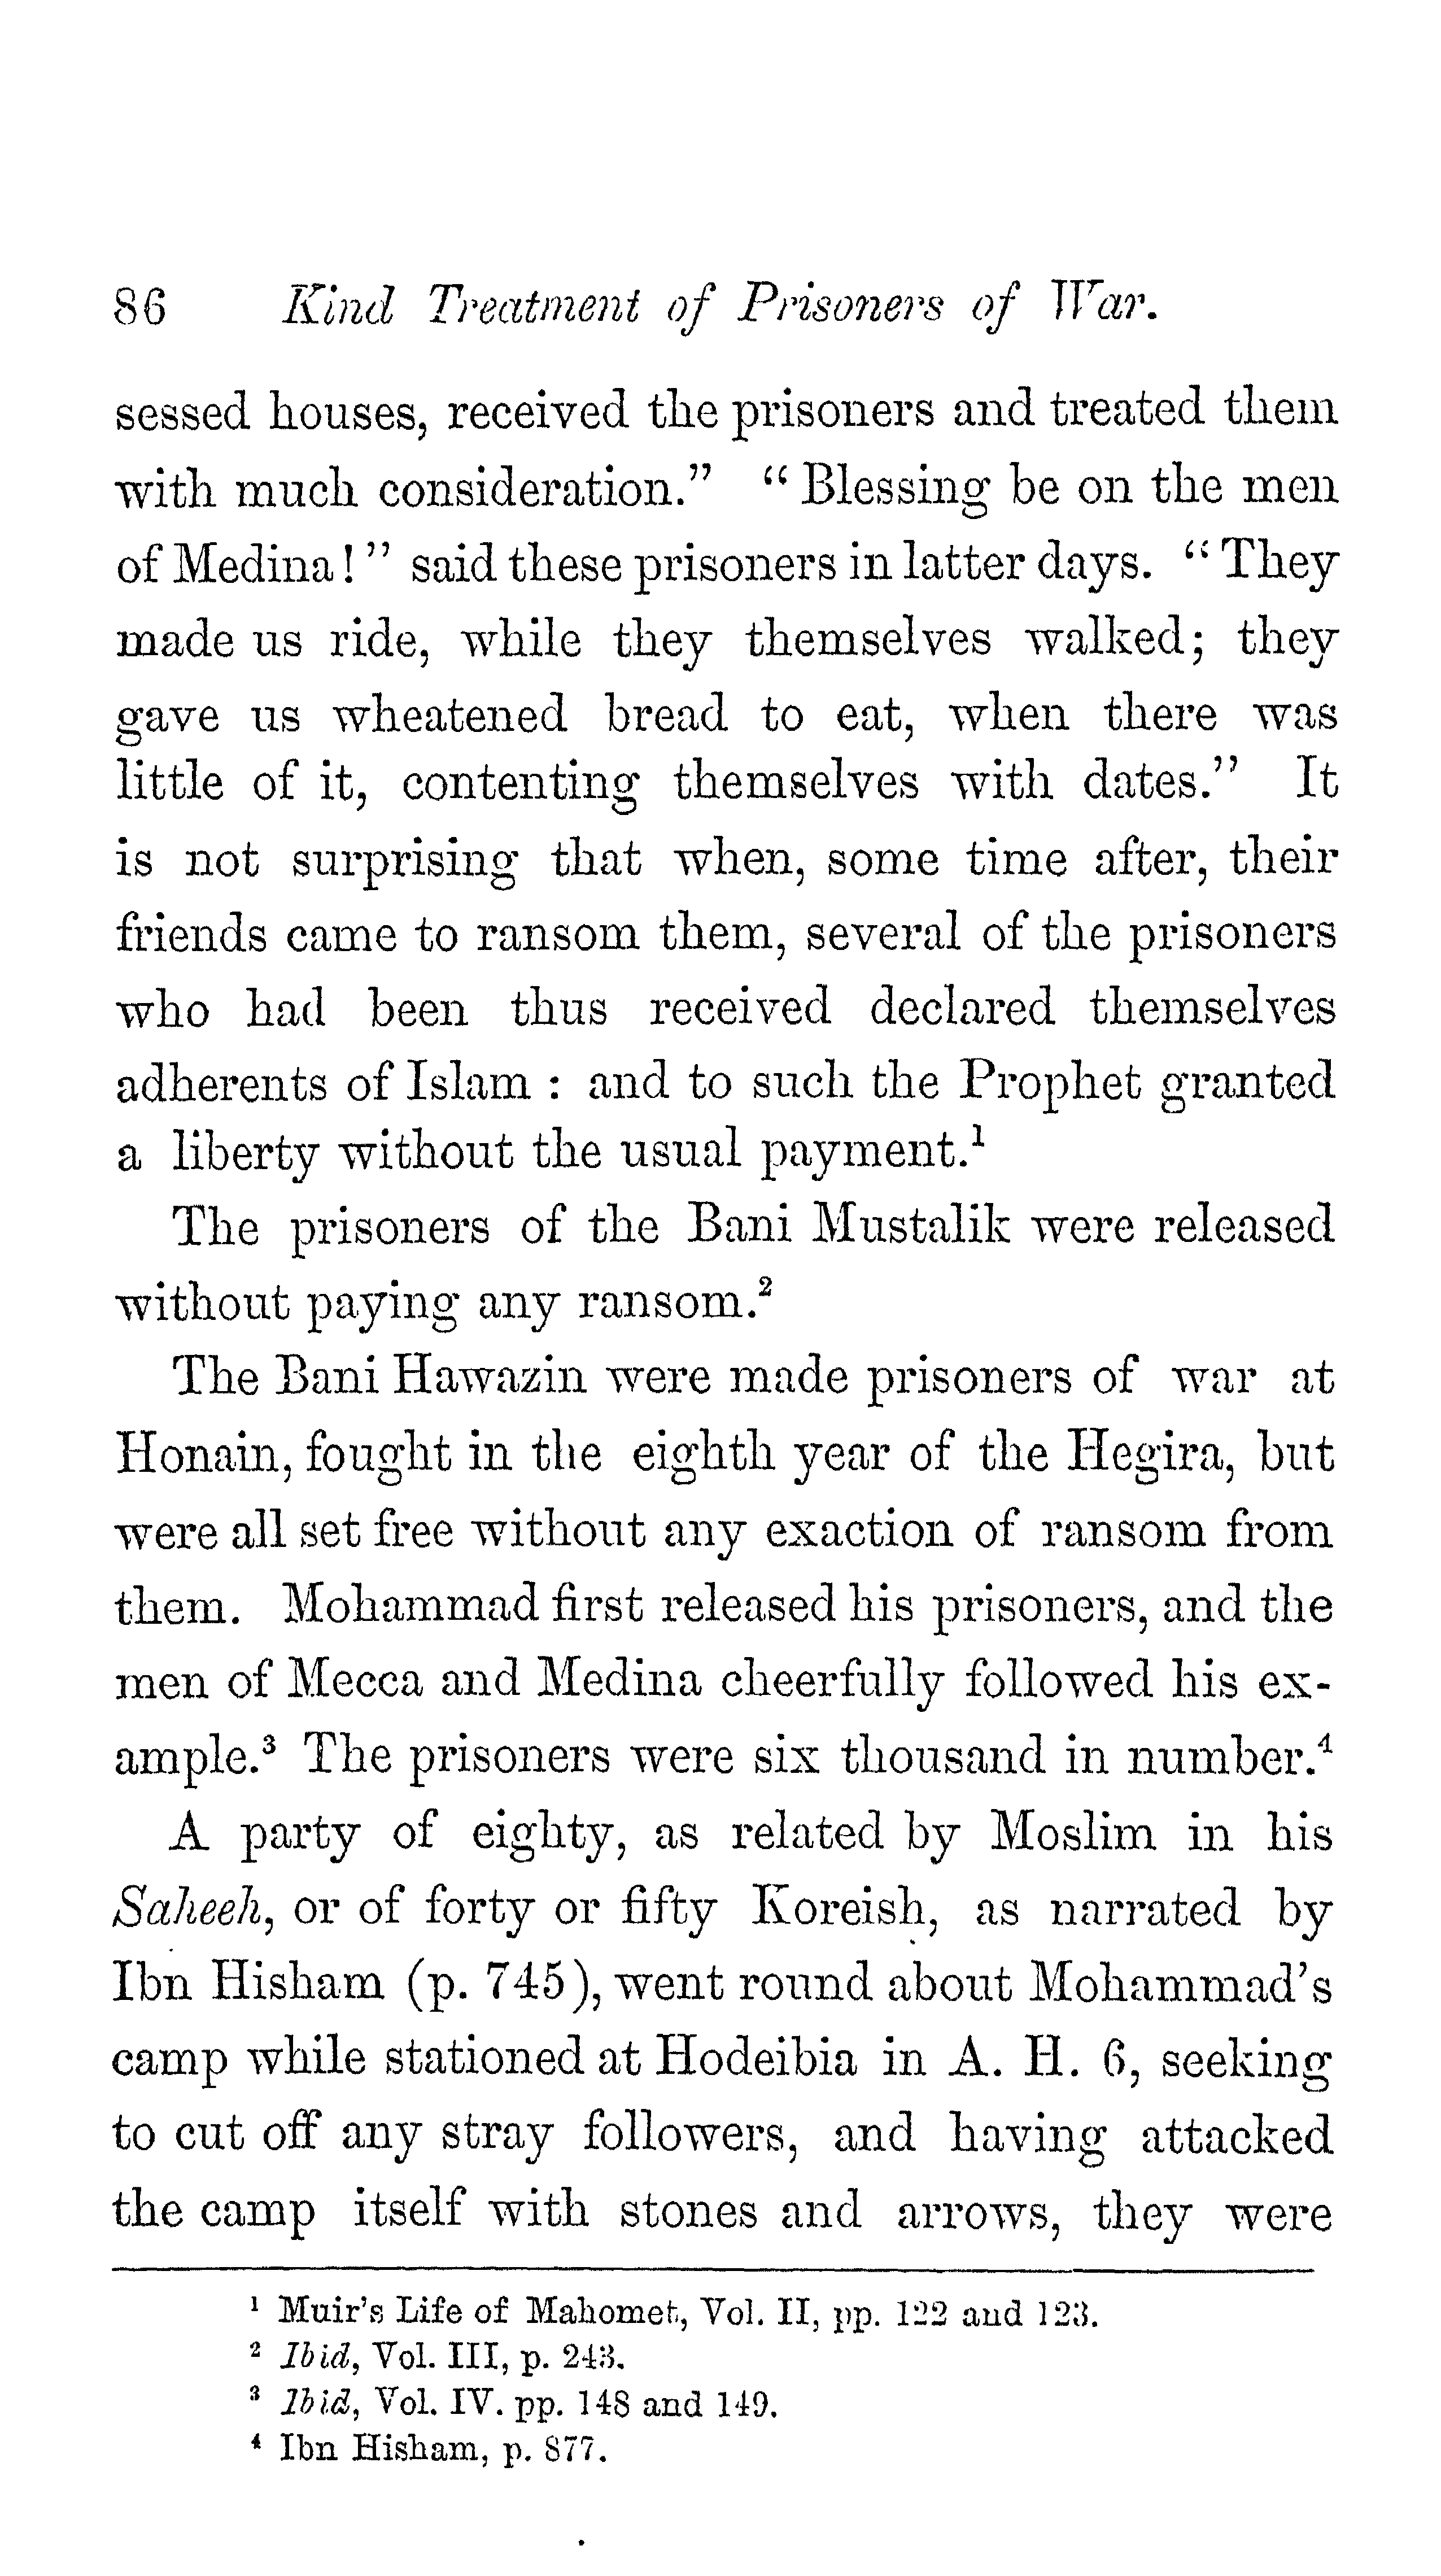 86 Kind Treatment of Prisoners of War.
sessed houses, received the prisoners and treated them
with much consideration." "Blessing be on the men
of Medina!" said these prisoners in latter days. "They
made us ride, while they themselves walked; they
gave us wheatened bread to eat, when there was
little of it, contenting themselves with dates." It
is not surprising that when, some time after, their
friends came to ransom them, several of the prisoners
who had been thus received declared themselves
adherents of Islam : and to such the Prophet granted
a liberty without the usual payment.¹
The prisoners of the Bani Mustalik were released
without paying any ransom.²
The Bani Hawazin were made prisoners of war at
Honain, fought in the eighth year of the Hegira, but
were all set free without any exaction of ransom from
them. Mohammad first released his prisoners, and the
men of Mecca and Medina cheerfully followed his ex-
ample.³ The prisoners were six thousand in number.⁴
A party of eighty, as related by Moslim in his
Saheeh, or of forty or fifty Koreish, as narrated by
Ibn Hisham (p. 745), went round about Mohammad's
camp while stationed at Hodeibia in A. H. 6, seeking
to cut off any stray followers, and having attacked
the camp itself with stones and arrows, they were
¹ Muir's Life of Mahomet, Vol. II, pp. 122 and 123.
² Ibid, Vol. III, p. 243.
³ Ibid, Vol. IV. pp. 148 and 149.
⁴ Ibn Hisham, p. 877.